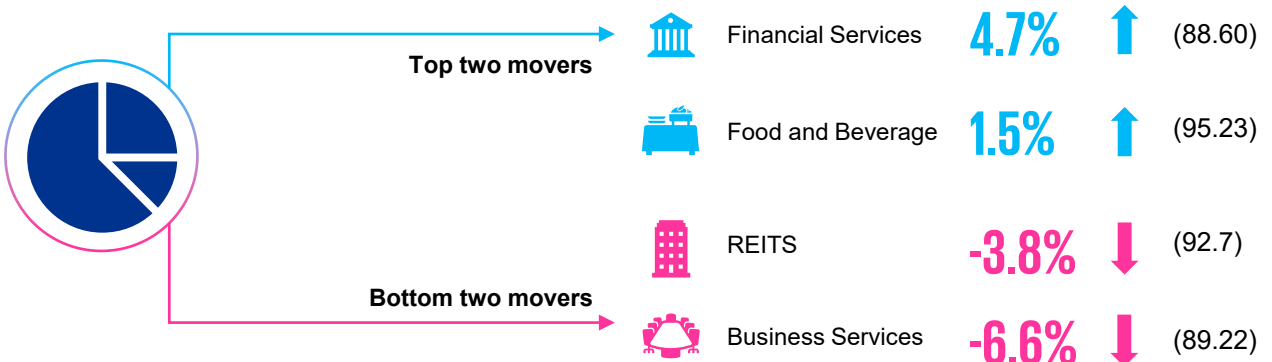 Top two movers
Financial Services 4.7% (88.60)
Food and Beverage 1.5% (95.23)
REITS -3.8% (92.7)
Bottom two movers
Business Services -6.6% (89.22)